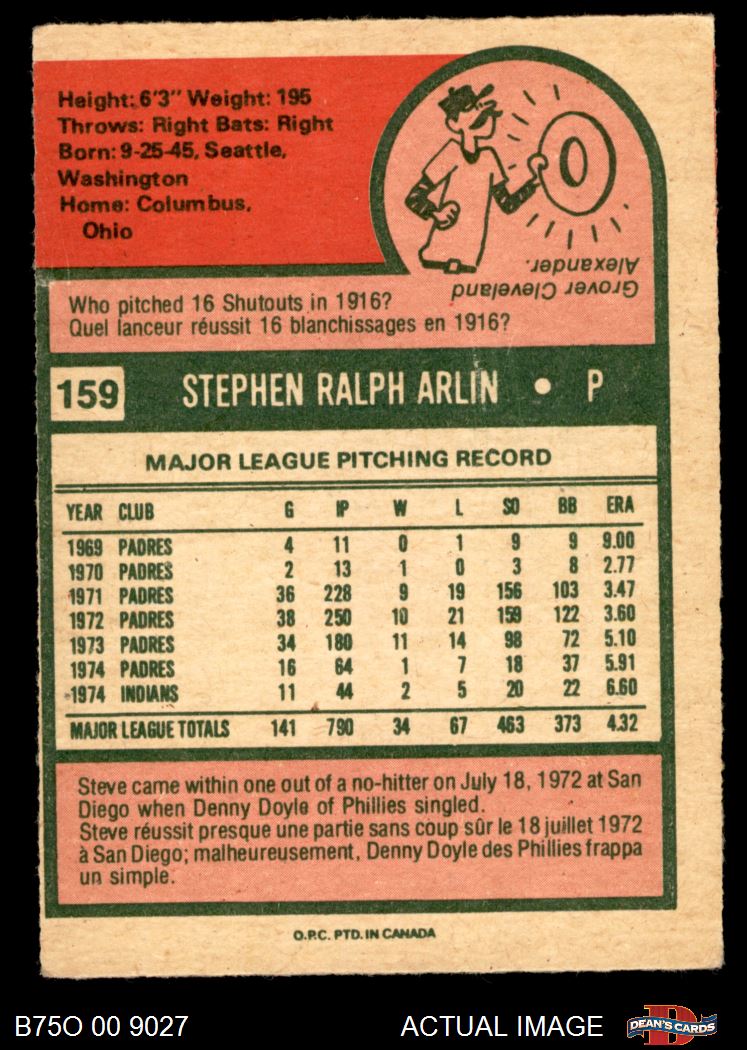 Height: 6'3" Weight: 195
Throws: Right Bats: Right
Born: 9-25-45, Seattle,
Washington
Home: Columbus,
Ohio
0
Grover Cleveland
Alexander.
Who pitched 16 Shutouts in 1916?
Quel lanceur réussit 16 blanchissages en 1916?
159 STEPHEN RALPH ARLIN • P
MAJOR LEAGUE PITCHING RECORD
YEAR CLUB G IP W L SO BB ERA
1969 PADRES 4 11 0 1 9 9 9.00
1970 PADRES 2 13 1 0 3 8 2.77
1971 PADRES 36 228 9 19 156 103 3.47
1972 PADRES 38 250 10 21 159 122 3.60
1973 PADRES 34 180 11 14 98 72 5.10
1974 PADRES 16 64 1 7 18 37 5.91
1974 INDIANS 11 44 2 5 20 22 6.60
MAJOR LEAGUE TOTALS 141 790 34 67 463 373 4.32
Steve came within one out of a no-hitter on July 18, 1972 at San
Diego when Denny Doyle of Phillies singled.
Steve réussit presque une partie sans coup sûr le 18 juillet 1972
à San Diego; malheureusement, Denny Doyle des Phillies frappa
un simple.
O.P.C. PTD. IN CANADA
B75O 00 9027 ACTUAL IMAGE D DEAN'S CARDS